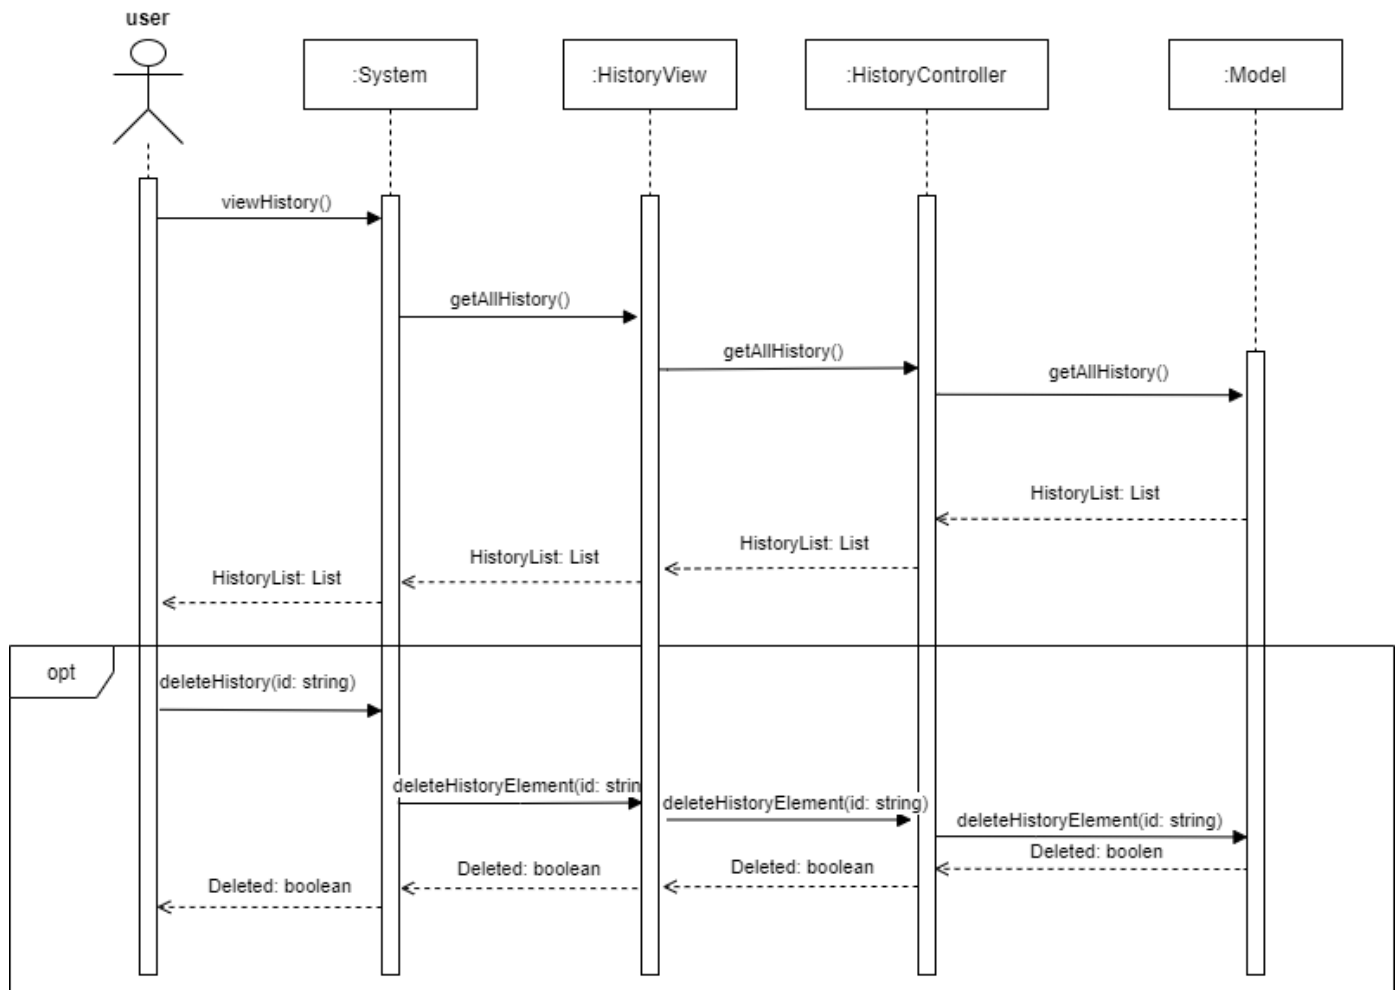 user
:System
:HistoryView
:HistoryController
:Model
viewHistory()
getAllHistory()
getAllHistory()
getAllHistory()
HistoryList: List
HistoryList: List
HistoryList: List
HistoryList: List
opt
deleteHistory(id: string)
deleteHistoryElement(id: strin
deleteHistoryElement(id: string)
deleteHistoryElement(id: string)
Deleted: boolen
Deleted: boolean
Deleted: boolean
Deleted: boolean